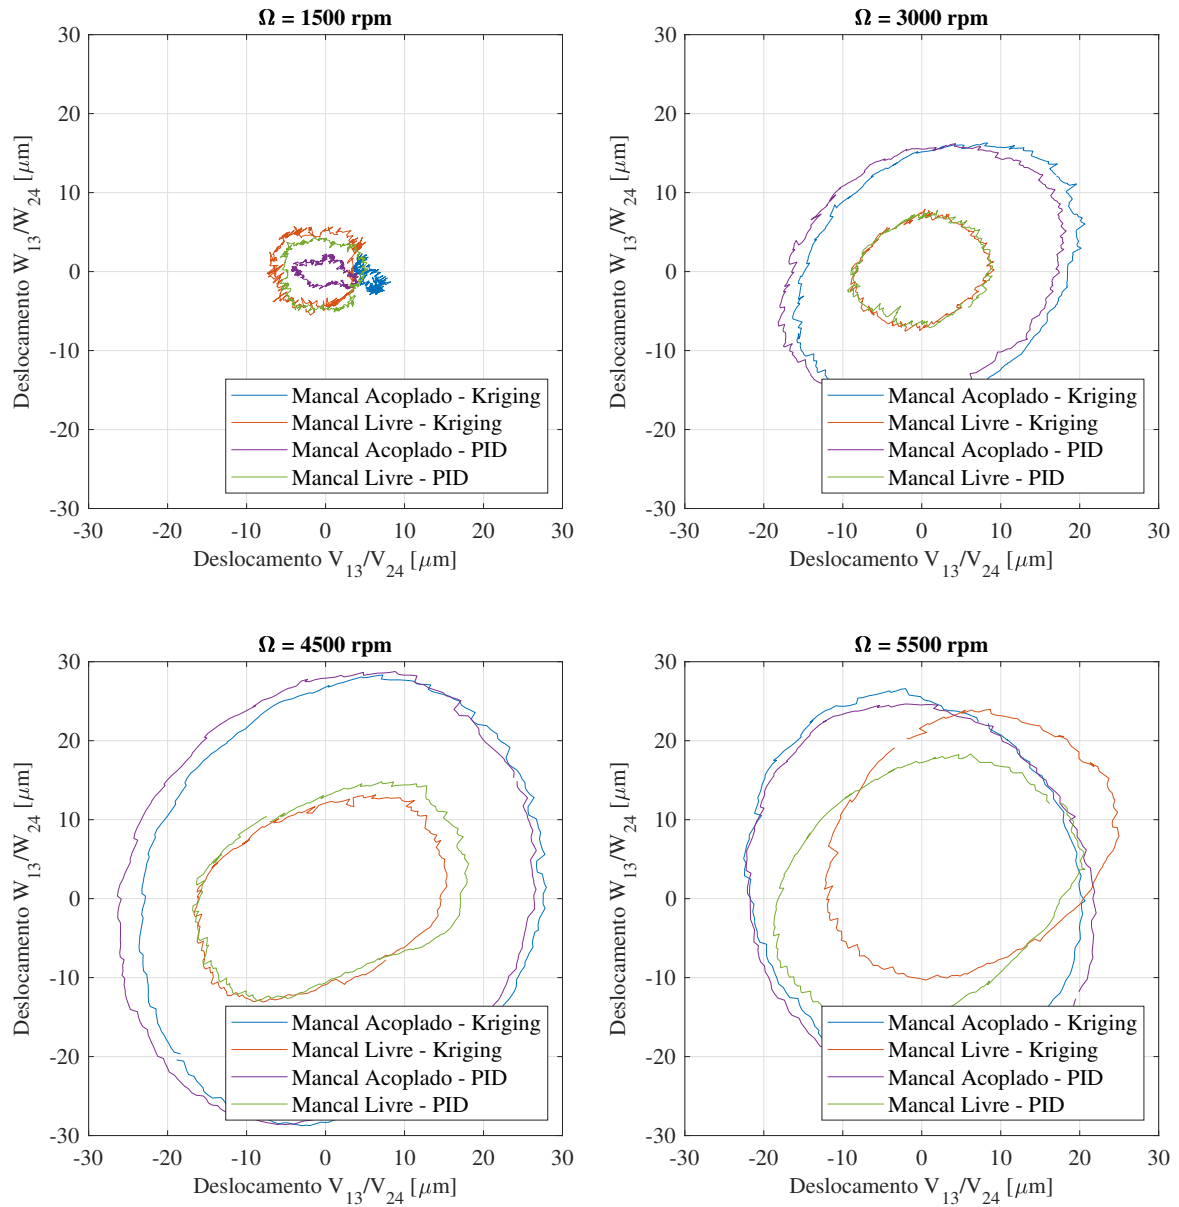 Ω = 1500 rpm
30
20
10
0
-10
-20
-30
Deslocamento W13/W24 [μm]
Mancal Acoplado - Kriging
Mancal Livre - Kriging
Mancal Acoplado - PID
Mancal Livre - PID
-30 -20 -10 0 10 20 30
Deslocamento V13/V24 [μm]
Ω = 3000 rpm
30
20
10
0
-10
-20
-30
Deslocamento W13/W24 [μm]
Mancal Acoplado - Kriging
Mancal Livre - Kriging
Mancal Acoplado - PID
Mancal Livre - PID
-30 -20 -10 0 10 20 30
Deslocamento V13/V24 [μm]
Ω = 4500 rpm
30
20
10
0
-10
-20
-30
Deslocamento W13/W24 [μm]
Mancal Acoplado - Kriging
Mancal Livre - Kriging
Mancal Acoplado - PID
Mancal Livre - PID
-30 -20 -10 0 10 20 30
Deslocamento V13/V24 [μm]
Ω = 5500 rpm
30
20
10
0
-10
-20
-30
Deslocamento W13/W24 [μm]
Mancal Acoplado - Kriging
Mancal Livre - Kriging
Mancal Acoplado - PID
Mancal Livre - PID
-30 -20 -10 0 10 20 30
Deslocamento V13/V24 [μm]